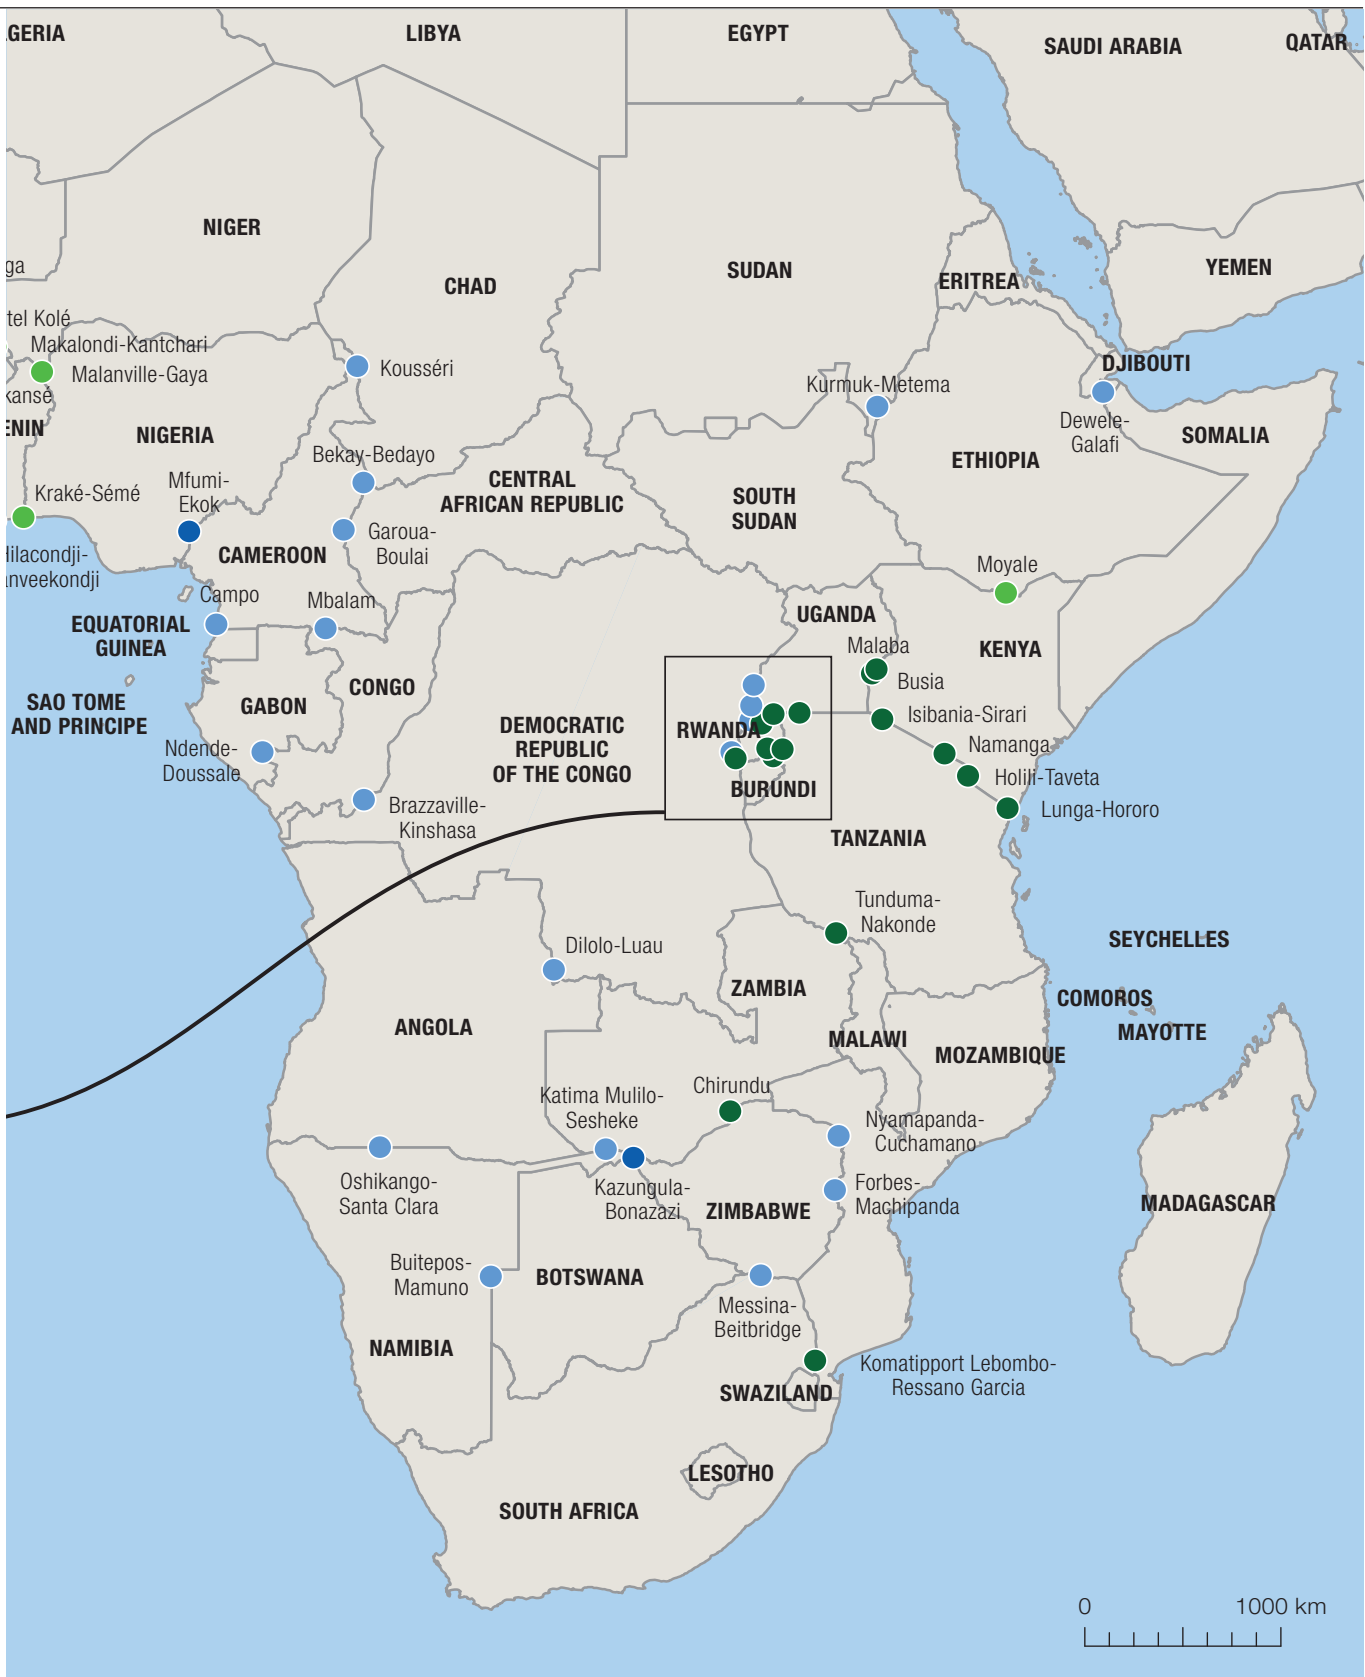 GERIA
LIBYA
EGYPT
SAUDI ARABIA
QATAR
NIGER
CHAD
SUDAN
ERITREA
YEMEN
ga
tel Kolé
Makalondi-Kantchari
Malanville-Gaya
kansé
ENIN
NIGERIA
Kousséri
Kurmuk-Metema
DJIBOUTI
Dewele-
Galafi
SOMALIA
ETHIOPIA
Bekay-Bedayo
CENTRAL
AFRICAN REPUBLIC
SOUTH
SUDAN
Kraké-Sémé
Mfumi-
Ekok
Garoua-
Boulai
CAMEROON
Hilacondji-
anveekondji
Campo
Mbalam
Moyale
UGANDA
KENYA
EQUATORIAL
GUINEA
Malaba
Busia
SAO TOME
AND PRINCIPE
GABON
CONGO
DEMOCRATIC
REPUBLIC
OF THE CONGO
RWANDA
BURUNDI
Isibania-Sirari
Namanga
Holili-Taveta
Lunga-Hororo
Ndende-
Doussale
Brazzaville-
Kinshasa
TANZANIA
Tunduma-
Nakonde
Dilolo-Luau
SEYCHELLES
ZAMBIA
COMOROS
MAYOTTE
ANGOLA
MALAWI
MOZAMBIQUE
Katima Mulilo-
Sesheke
Chirundu
Nyamapanda-
Cuchamano
Oshikango-
Santa Clara
Kazungula-
Bonazazi
ZIMBABWE
Forbes-
Machipanda
MADAGASCAR
Buitepos-
Mamuno
BOTSWANA
Messina-
Beitbridge
NAMIBIA
Komatipport Lebombo-
Ressano Garcia
SWAZILAND
LESOTHO
SOUTH AFRICA
0 1000 km